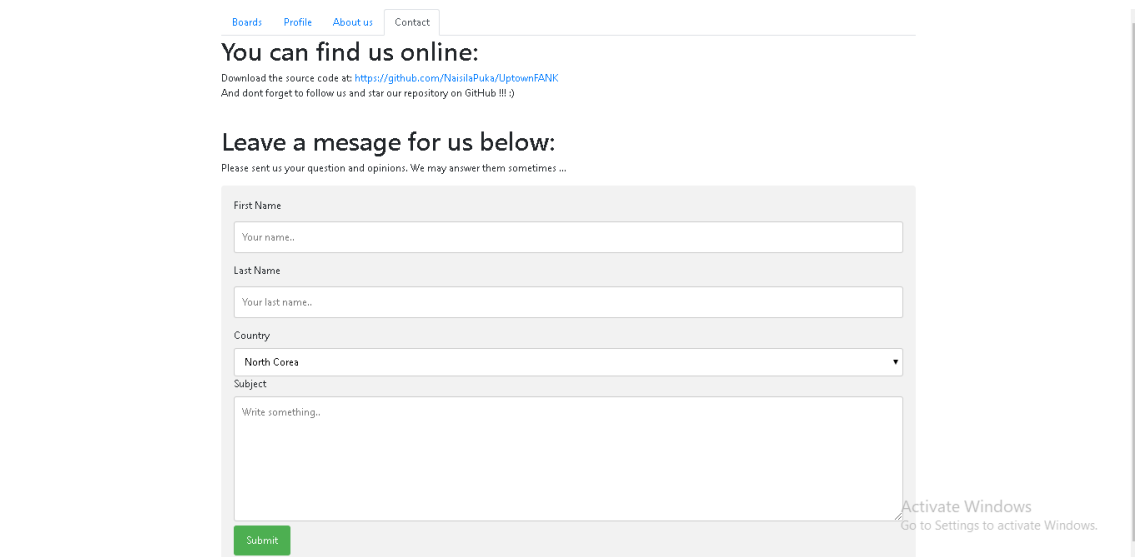 Boards Profile About us Contact
You can find us online:
Download the source code at: https://github.com/NaisilaPuka/UptownFANK
And dont forget to follow us and star our repository on GitHub !!! :)
Leave a mesage for us below:
Please sent us your question and opinions. We may answer them sometimes ...
First Name
Your name..
Last Name
Your last name..
Country
North Corea
Subject
Write something..
Activate Windows
Go to Settings to activate Windows.
Submit